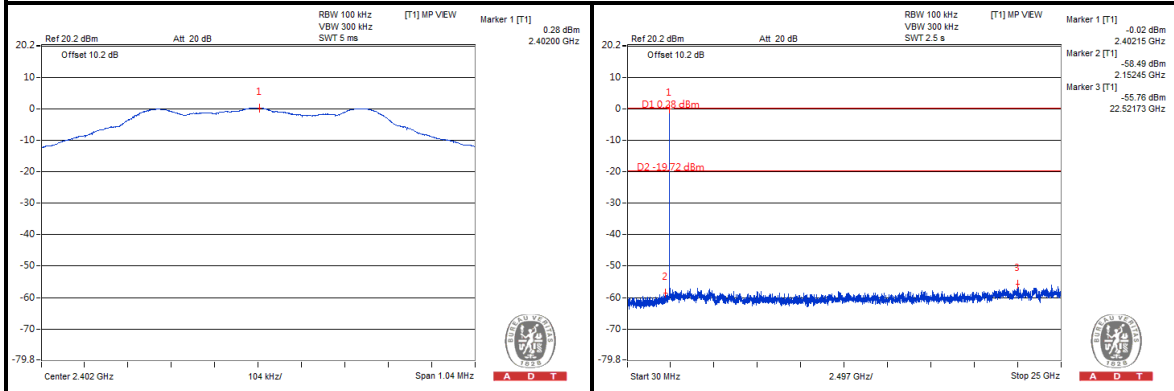 RBW 100 kHz [T1] MP VIEW
VBW 300 kHz
Ref 20.2 dBm Att 20 dB SWT 5 ms
Marker 1 [T1]
0.28 dBm
2.40200 GHz
20.2
Offset 10.2 dB
10
1
0
-10
-20
-30
-40
-50
-60
-70
-79.8
Center 2.402 GHz 104 kHz/ Span 1.04 MHz
BUREAU VERITAS
1828
A D T
RBW 100 kHz [T1] MP VIEW
VBW 300 kHz
Ref 20.2 dBm Att 20 dB SWT 2.5 s
Marker 1 [T1]
-0.02 dBm
2.40215 GHz
Marker 2 [T1]
-58.49 dBm
2.15245 GHz
Marker 3 [T1]
-55.76 dBm
22.52173 GHz
20.2
Offset 10.2 dB
10
1
D1 0.28 dBm
0
-10
D2 -19.72 dBm
-20
-30
-40
-50
2
3
-60
-70
-79.8
Start 30 MHz 2.497 GHz/ Stop 25 GHz
BUREAU VERITAS
1828
A D T